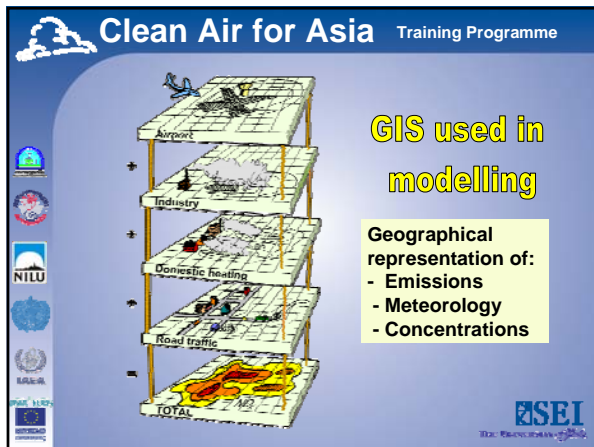 Clean Air for Asia Training Programme
GIS used in
modelling
Airport
+
Industry
+
Domestic heating
+
Road traffic
=
TOTAL
Geographical
representation of:
- Emissions
- Meteorology
- Concentrations
NILU
SEI